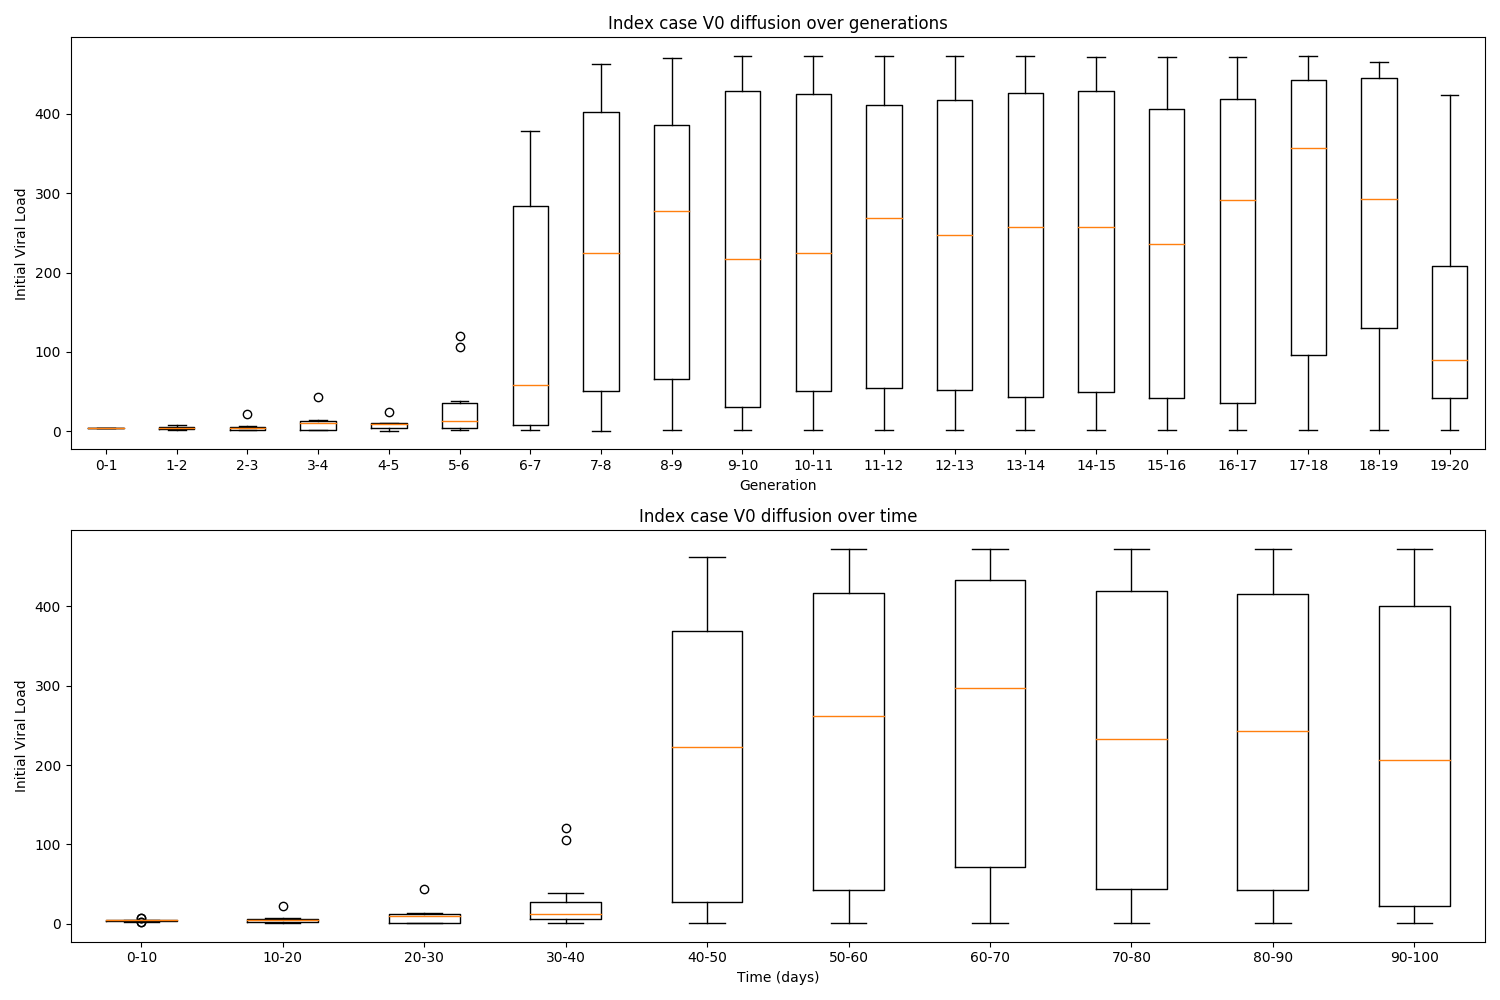 Index case V0 diffusion over generations
Initial Viral Load
400
300
200
100
0
0-1 1-2 2-3 3-4 4-5 5-6 6-7 7-8 8-9 9-10 10-11 11-12 12-13 13-14 14-15 15-16 16-17 17-18 18-19 19-20
Generation
Index case V0 diffusion over time
Initial Viral Load
400
300
200
100
0
0-10 10-20 20-30 30-40 40-50 50-60 60-70 70-80 80-90 90-100
Time (days)